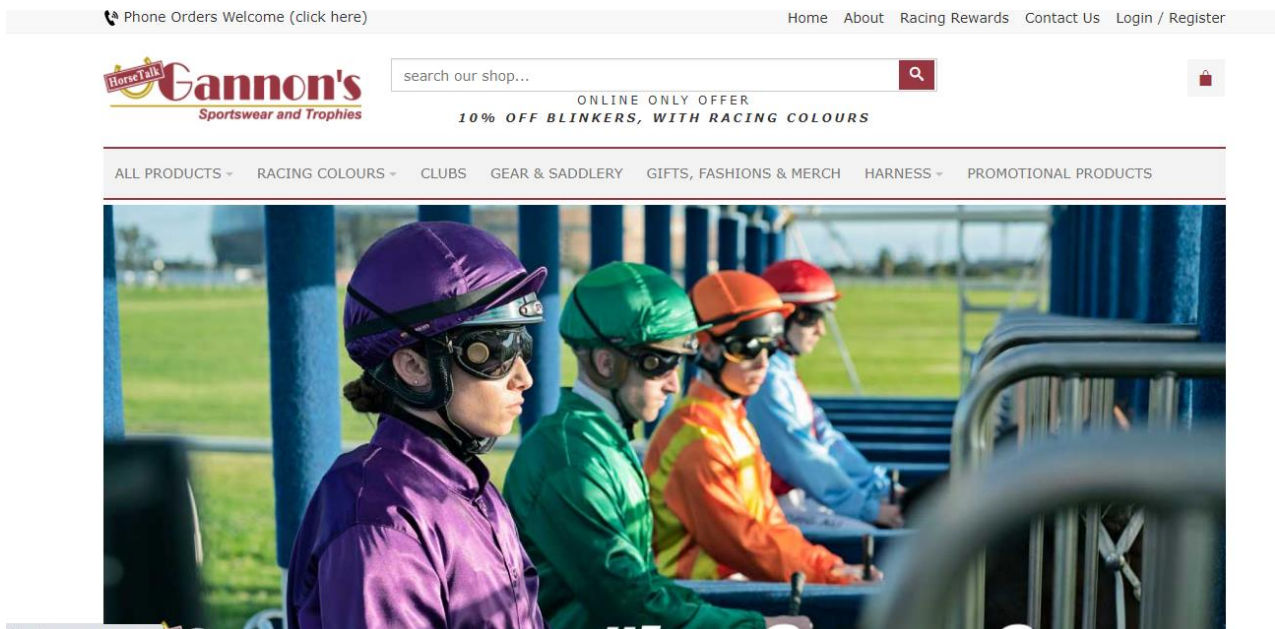 Phone Orders Welcome (click here)
Home About Racing Rewards Contact Us Login / Register
HorseTalk
Gannon's
Sportswear and Trophies
search our shop...
ONLINE ONLY OFFER
10% OFF BLINKERS, WITH RACING COLOURS
ALL PRODUCTS RACING COLOURS CLUBS GEAR & SADDLERY GIFTS, FASHIONS & MERCH HARNESS PROMOTIONAL PRODUCTS